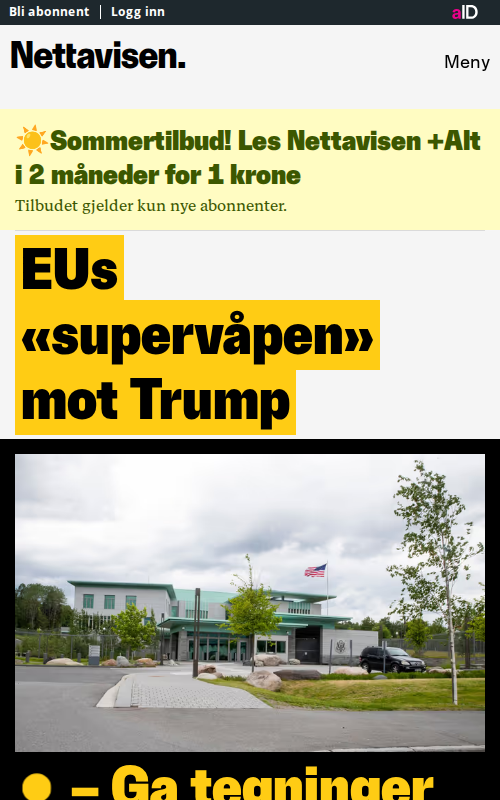 Bli abonnent | Logg inn
aID
Nettavisen.
Meny
☀️Sommertilbud! Les Nettavisen +Alt
i 2 måneder for 1 krone
Tilbudet gjelder kun nye abonnenter.
EUs
«supervåpen»
mot Trump
– Ga tegninger